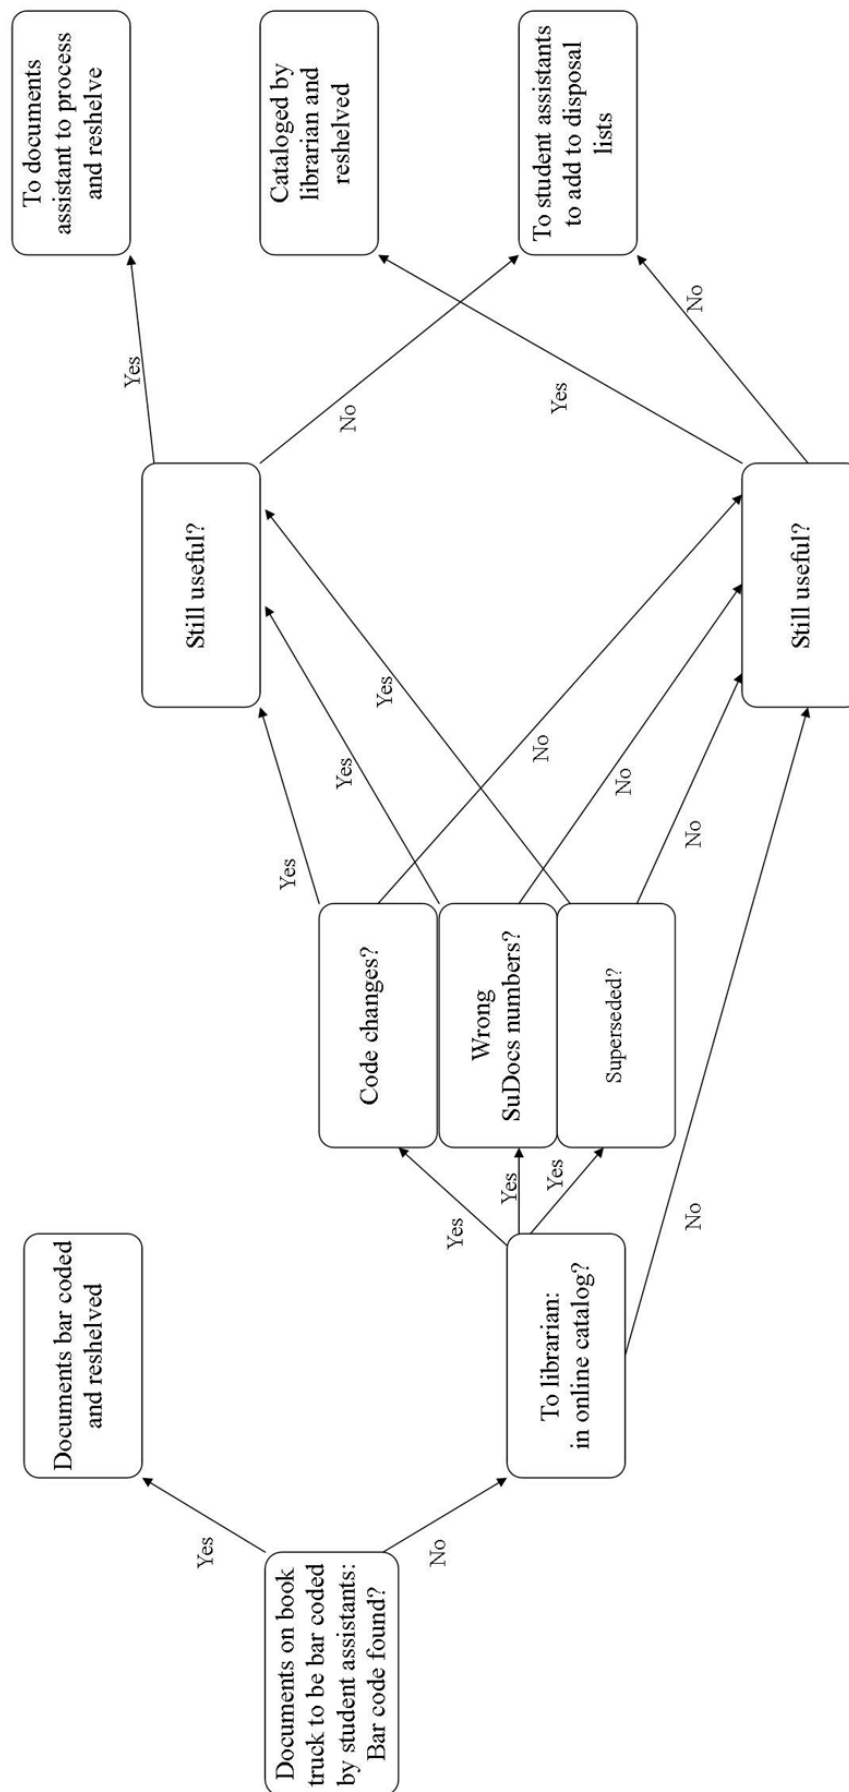 Documents on book
truck to be bar coded
by student assistants:
Bar code found?
Yes
No
Documents bar coded
and reshelved
To librarian:
in online catalog?
Yes
Yes
Yes
No
Code changes?
Wrong
SuDocs numbers?
Superseded?
Yes
Yes
Yes
No
No
No
Still useful?
Still useful?
Yes
No
Yes
No
To documents
assistant to process
and reshelve
Cataloged by
librarian and
reshelved
To student assistants
to add to disposal
lists